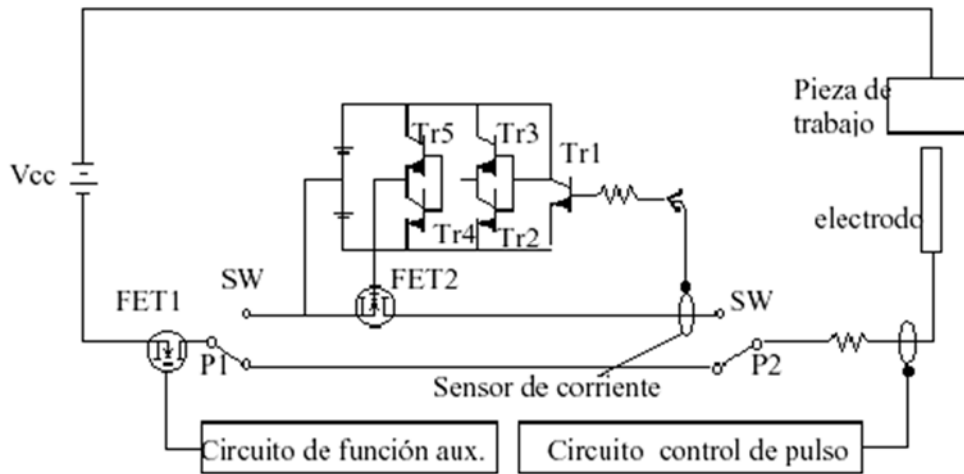 Pieza de
trabajo
Tr5
Tr3
Tr1
Vcc
electrodo
Tr4
Tr2
SW
FET2
SW
FET1
P1
P2
Sensor de corriente
Circuito de función aux.
Circuito control de pulso